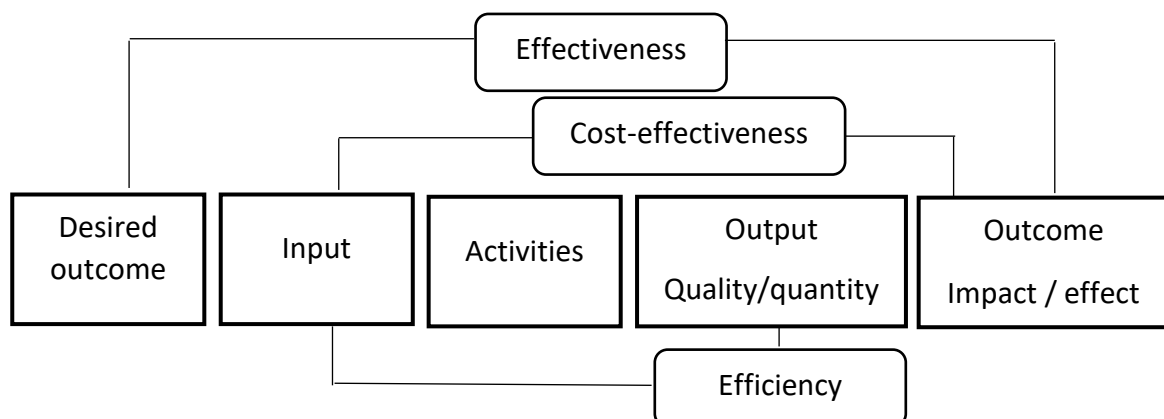 Effectiveness
Cost-effectiveness
Desired
outcome
Input
Activities
Output
Quality/quantity
Outcome
Impact / effect
Efficiency